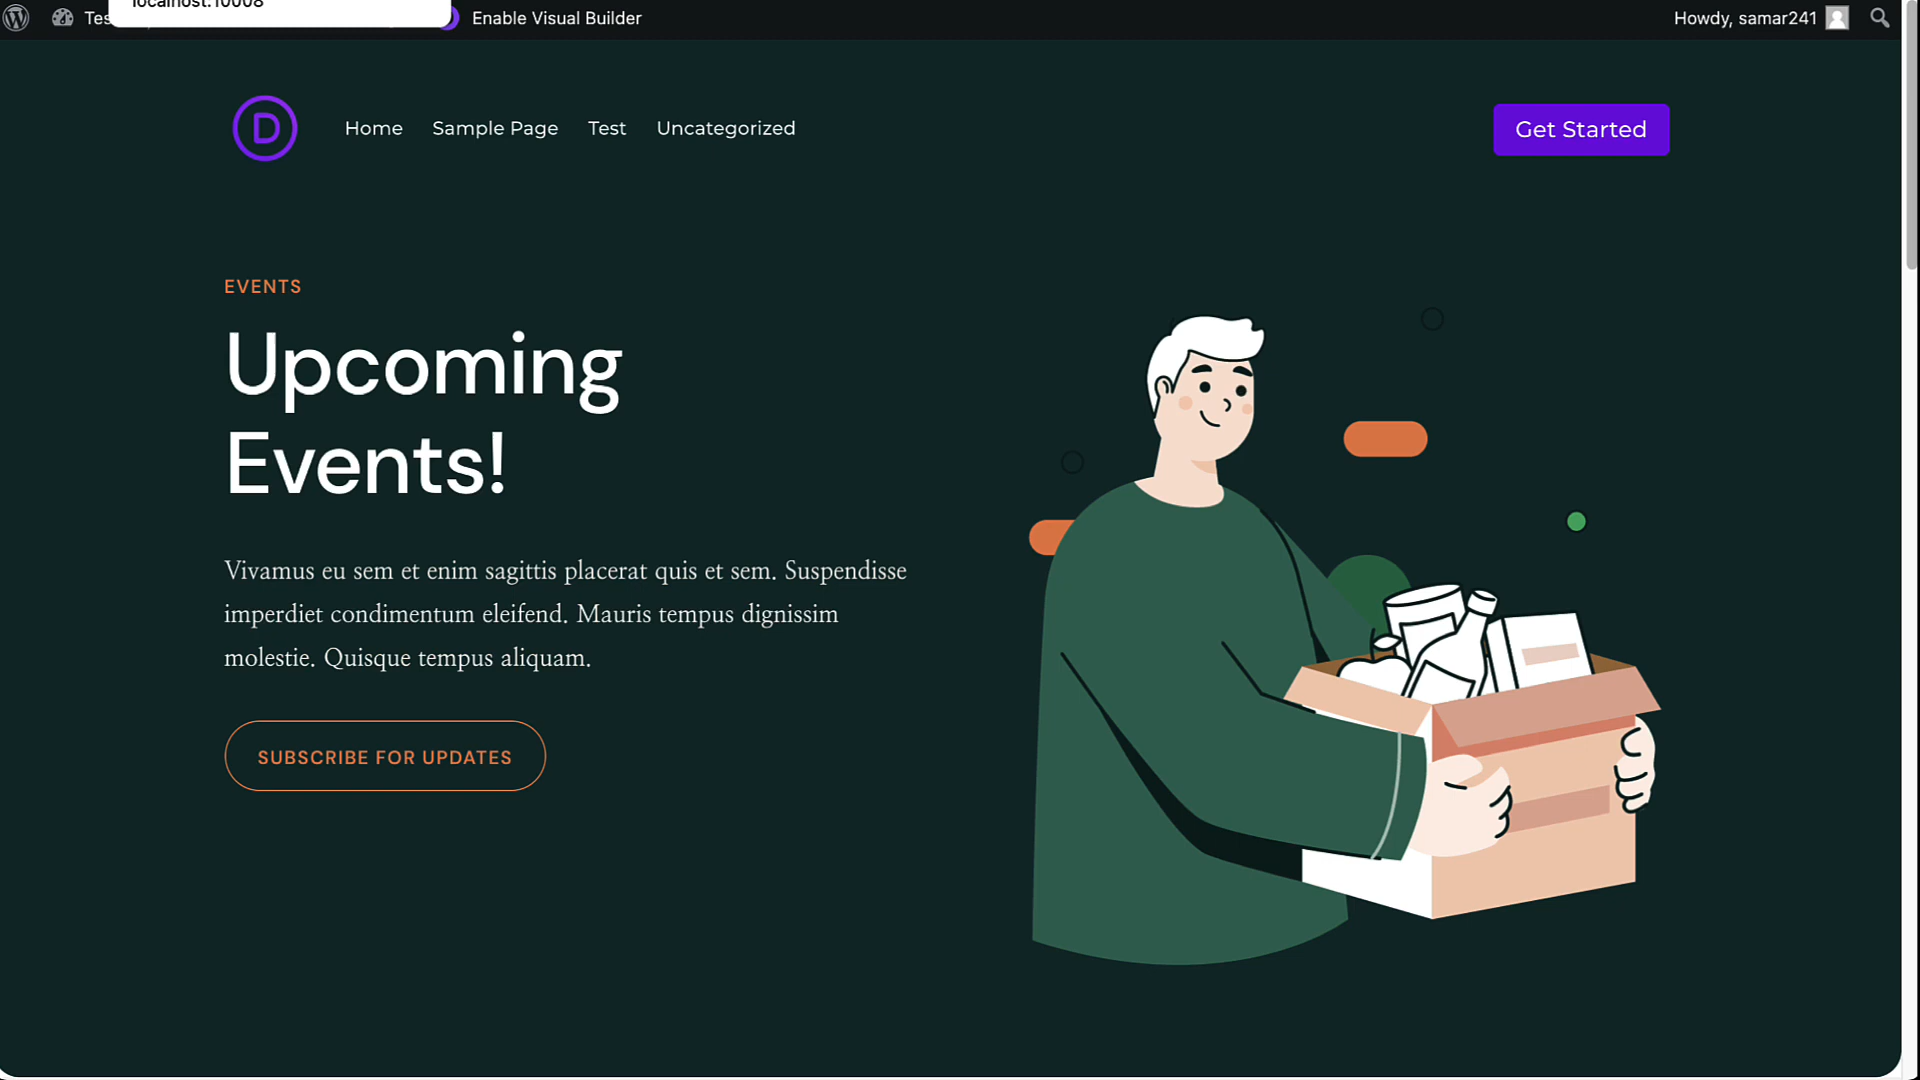 localhost:10008
Enable Visual Builder
Howdy, samar241
D
Home
Sample Page
Test
Uncategorized
Get Started
EVENTS
Upcoming
Events!
Vivamus eu sem et enim sagittis placerat quis et sem. Suspendisse
imperdiet condimentum eleifend. Mauris tempus dignissim
molestie. Quisque tempus aliquam.
SUBSCRIBE FOR UPDATES